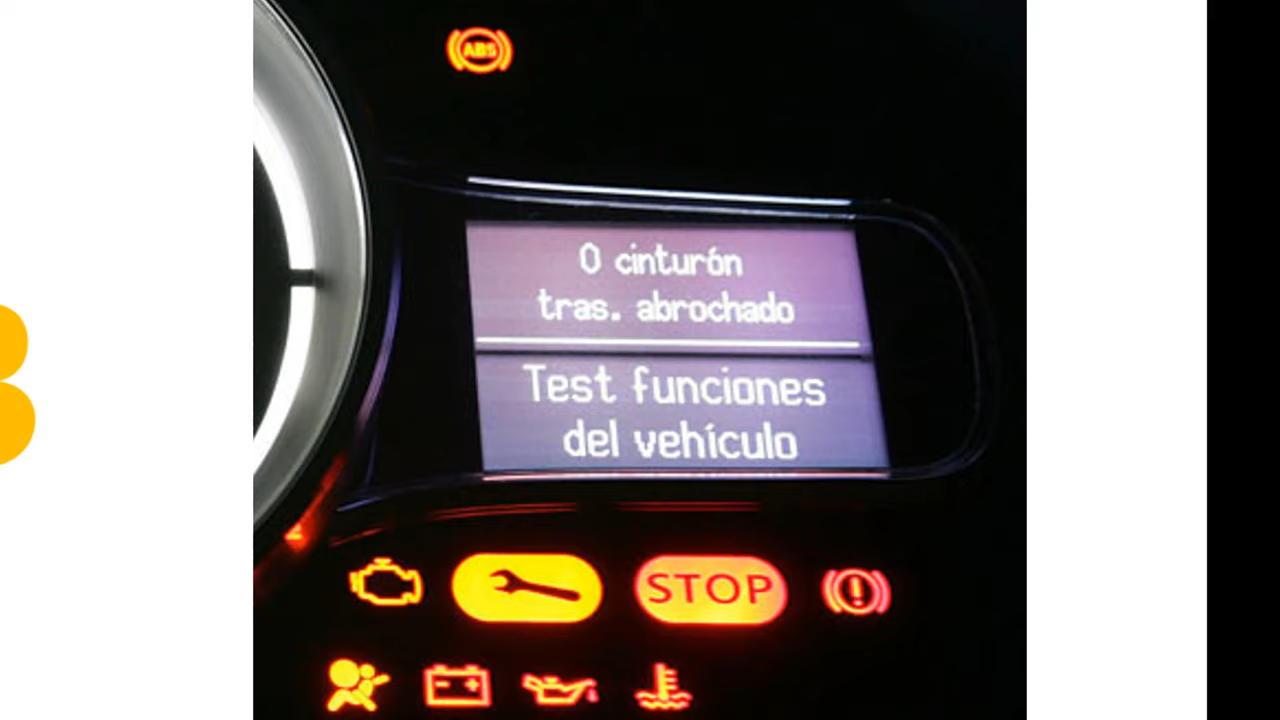 ABS
0 cinturón
tras. abrochado
Test funciones
del vehículo
STOP